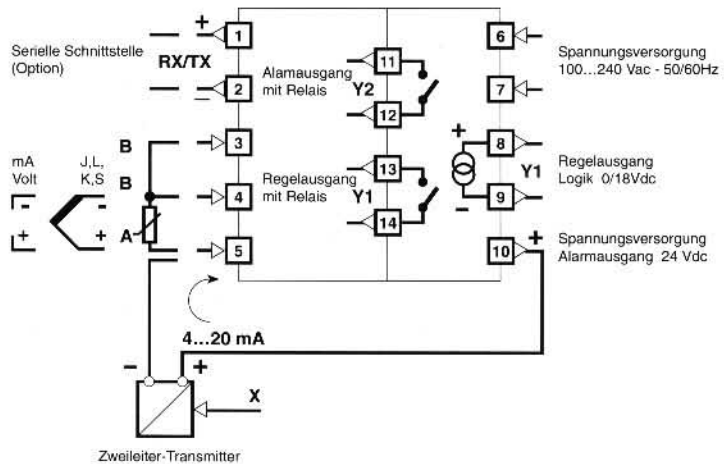 +
1
Serielle Schnittstelle
(Option)
RX/TX
2
–
Alamausgang
mit Relais
11
Y2
12
6
7
Spannungsversorgung
100...240 Vac - 50/60Hz
mA
Volt
J,L,
K,S
- -
+ +
B
3
B
4
A
5
Regelausgang
mit Relais
13
Y1
14
+
8
–
9
Y1
Regelausgang
Logik 0/18Vdc
10
+
Spannungsversorgung
Alarmausgang 24 Vdc
4...20 mA
– +
X
Zweileiter-Transmitter